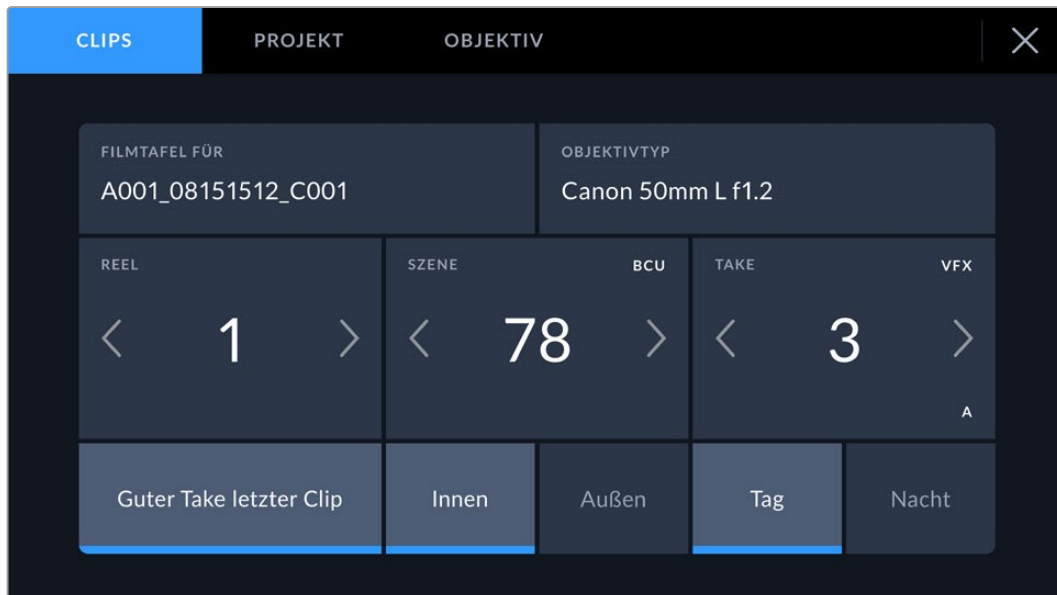 CLIPS PROJEKT OBJEKTIV
FILMTAFEL FÜR OBJEKTIVTYP
A001_08151512_C001 Canon 50mm L f1.2
REEL SZENE BCU TAKE VFX
1 78 3
A
Guter Take letzter Clip Innen Außen Tag Nacht